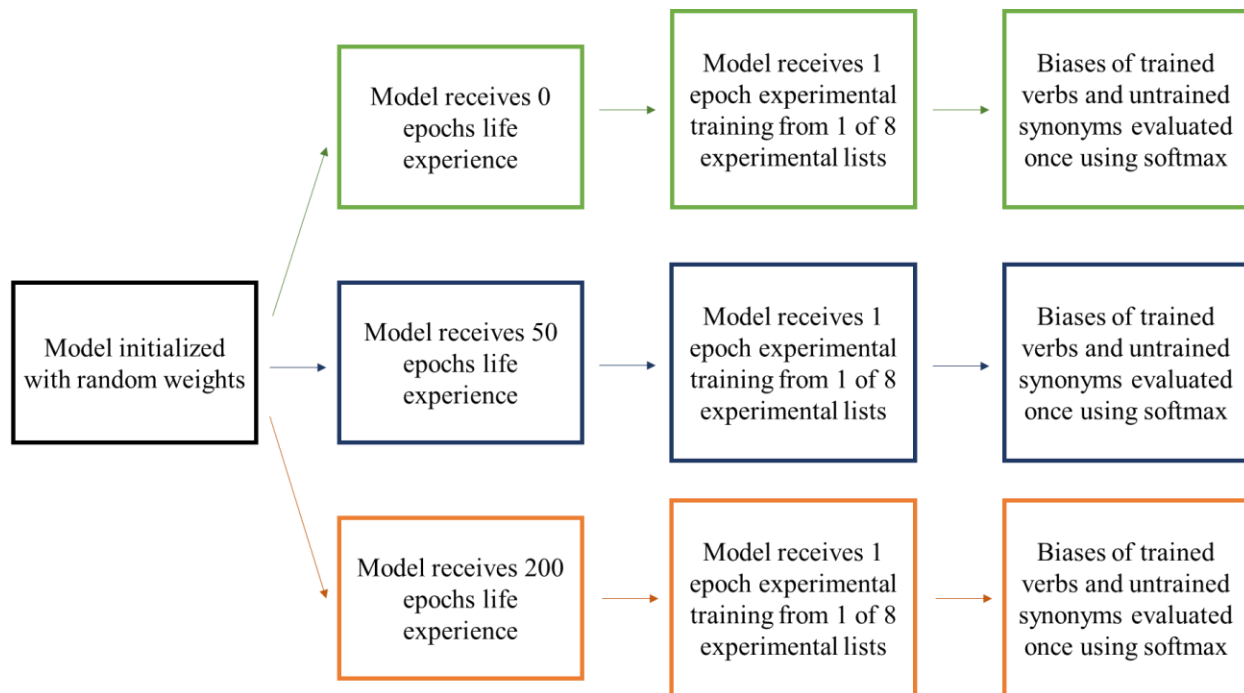 Model initialized
with random weights
Model receives 0
epochs life
experience
Model receives 1
epoch experimental
training from 1 of 8
experimental lists
Biases of trained
verbs and untrained
synonyms evaluated
once using softmax
Model receives 50
epochs life
experience
Model receives 1
epoch experimental
training from 1 of 8
experimental lists
Biases of trained
verbs and untrained
synonyms evaluated
once using softmax
Model receives 200
epochs life
experience
Model receives 1
epoch experimental
training from 1 of 8
experimental lists
Biases of trained
verbs and untrained
synonyms evaluated
once using softmax